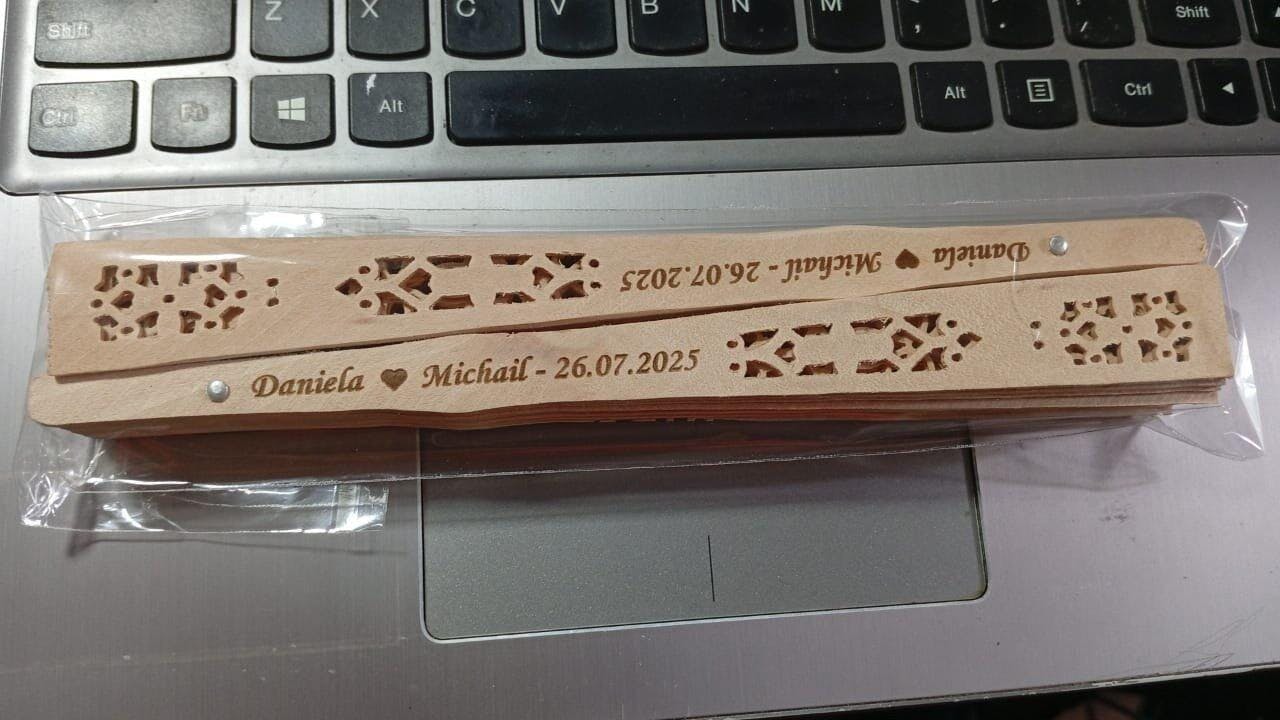 Shift Z X C V B N M < , : ; ? / Shift
Ctrl Fn Alt Alt Ctrl
Daniela ♥ Michail - 26.07.2025
Daniela ♥ Michail - 26.07.2025